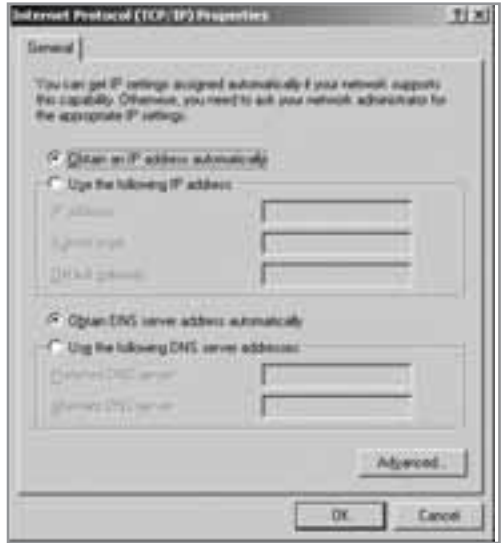 Internet Protocol (TCP/IP) Properties
General
You can get IP settings assigned automatically if your network supports
this capability. Otherwise, you need to ask your network administrator for
the appropriate IP settings.
Obtain an IP address automatically
Use the following IP address
IP address
Subnet mask
Default gateway
Obtain DNS server address automatically
Use the following DNS server addresses
Preferred DNS server
Alternate DNS server
Advanced...
OK
Cancel